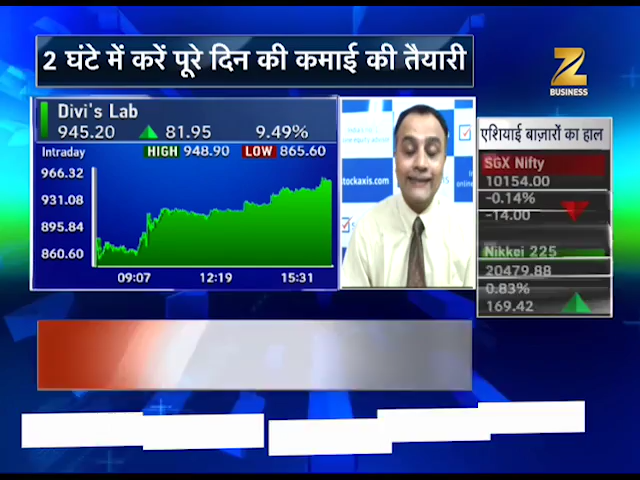 2 घंटे में करें पूरे दिन की कमाई की तैयारी
Z
BUSINESS
Divi's Lab
945.20 81.95 9.49%
Intraday HIGH 948.90 LOW 865.60
966.32
931.08
895.84
860.60
09:07 12:19 15:31
stockaxis.com
एशियाई बाज़ारों का हाल
SGX Nifty
10154.00
-0.14%
-14.00
Nikkei 225
20479.88
0.83%
169.42